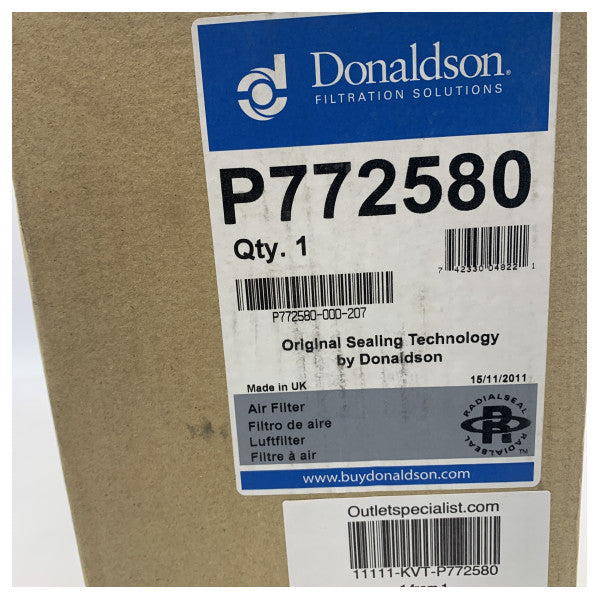 Donaldson®
FILTRATION SOLUTIONS
P772580
Qty. 1
7 42330 04922 1
P772580-000-207
Original Sealing Technology
by Donaldson
Made in UK
15/11/2011
Air Filter
Filtro de aire
Luftfilter
Filtre à air
RADIALSEAL
RADIALSEAL
TM
www.buydonaldson.com
Outletspecialist.com
11111-KVT-P772580